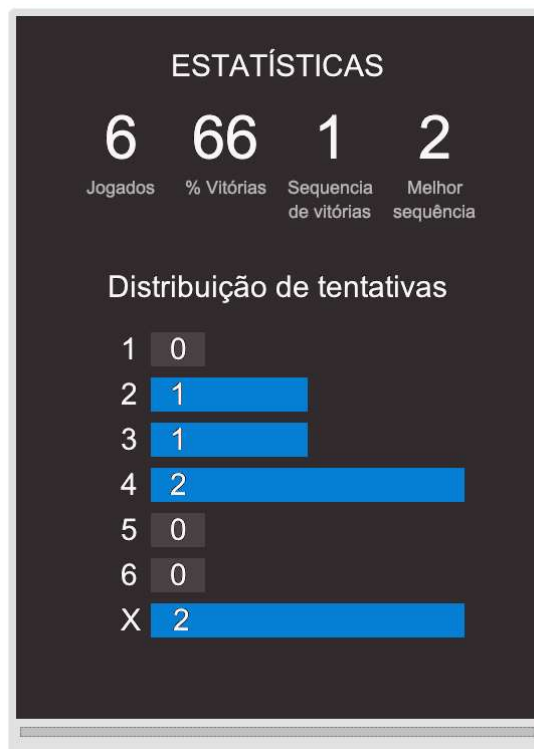 ESTATÍSTICAS
6 66 1 2
Jogados % Vitórias Sequencia Melhor
de vitórias sequência
Distribuição de tentativas
1 0
2 1
3 1
4 2
5 0
6 0
X 2